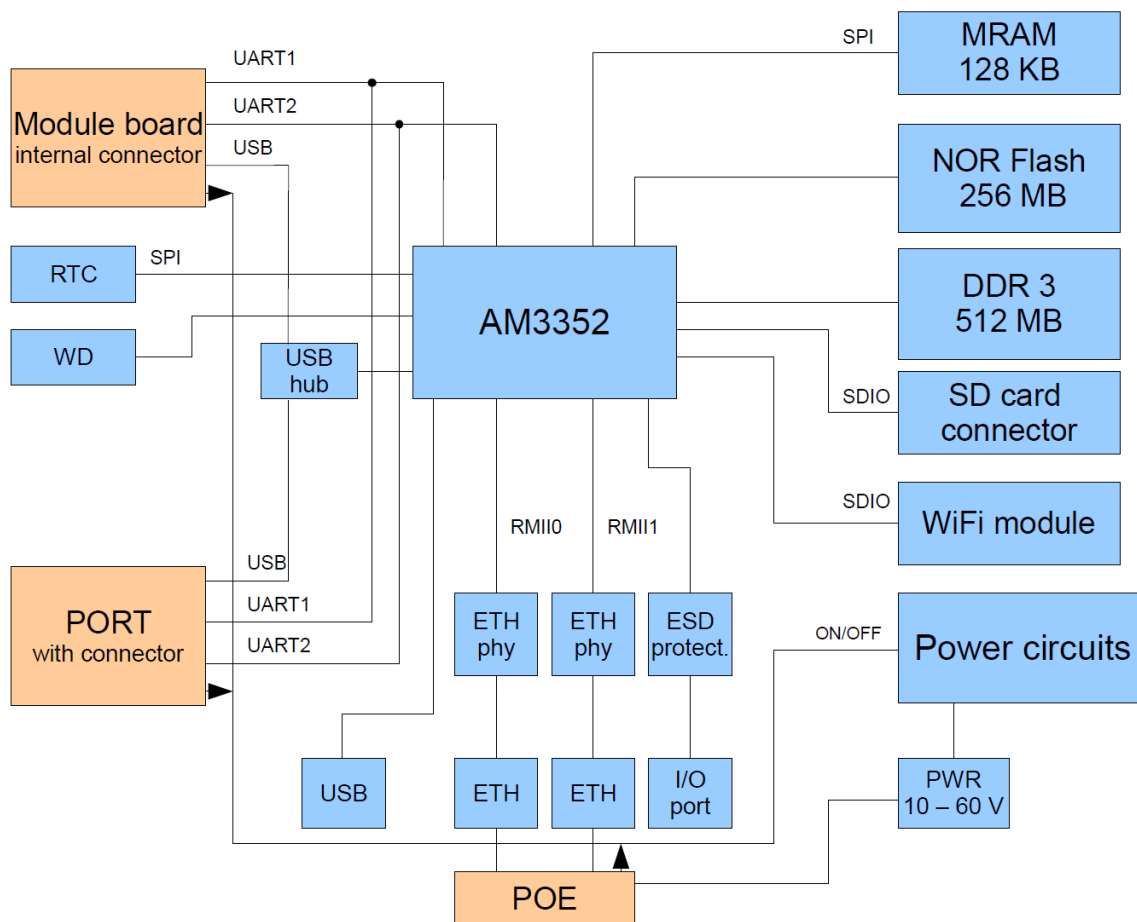 UART1
SPI
MRAM
128 KB
Module board
internal connector
UART2
USB
NOR Flash
256 MB
RTC
SPI
AM3352
DDR 3
512 MB
WD
USB
hub
SDIO
SD card
connector
RMII0
RMII1
SDIO
WiFi module
PORT
with connector
USB
UART1
UART2
ETH
phy
ETH
phy
ESD
protect.
ON/OFF
Power circuits
USB
ETH
ETH
I/O
port
PWR
10 – 60 V
POE